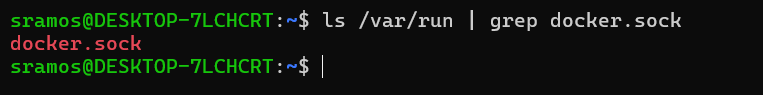 sramos@DESKTOP-7LCHCRT:~$ ls /var/run | grep docker.sock
docker.sock
sramos@DESKTOP-7LCHCRT:~$